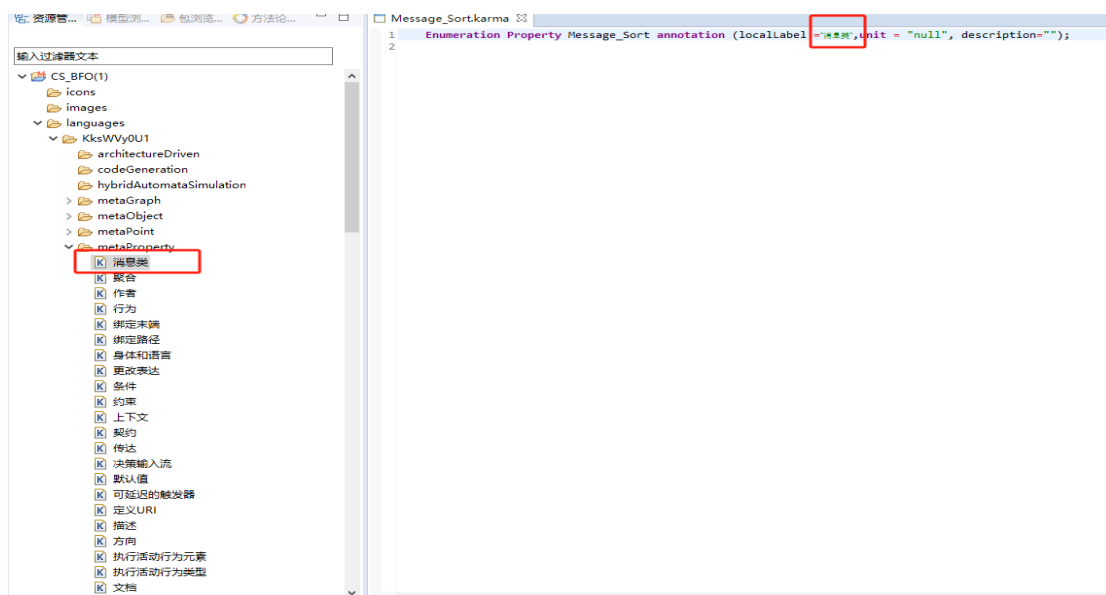 资源管... 模型浏... 包浏览... 方法论...
输入过滤器文本
CS_BFO(1)
icons
images
languages
KksWVy0U1
architectureDriven
codeGeneration
hybridAutomataSimulation
metaGraph
metaObject
metaPoint
metaProperty
消息类
聚合
作者
行为
绑定末端
绑定路径
身体和语言
更改表达
条件
约束
上下文
契约
传达
决策输入流
默认值
可延迟的触发器
定义URI
描述
方向
执行活动行为元素
执行活动行为类型
文档
Message_Sort.karma
1 Enumeration Property Message_Sort annotation (localLabel ="消息类",unit = "null", description="");
2